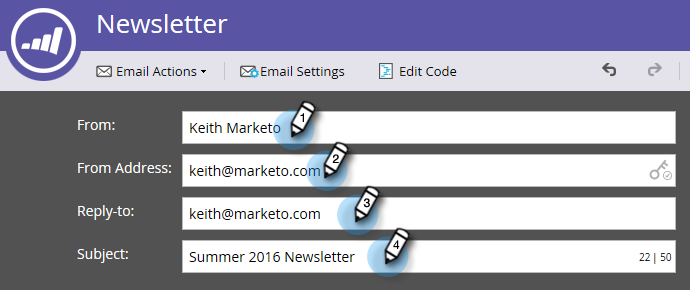 Newsletter
Email Actions Email Settings Edit Code
From: Keith Marketo 1
From Address: keith@marketo.com 2
Reply-to: keith@marketo.com 3
Subject: Summer 2016 Newsletter 4 22 | 50